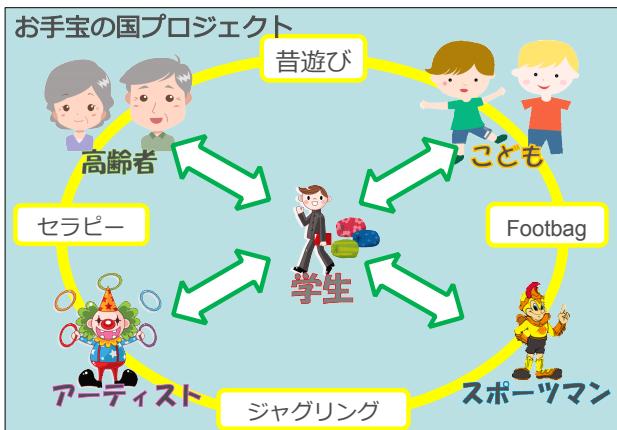 お手宝の国プロジェクト
昔遊び
高齢者
こども
セラピー
Footbag
学生
アーティスト
スポーツマン
ジャグリング